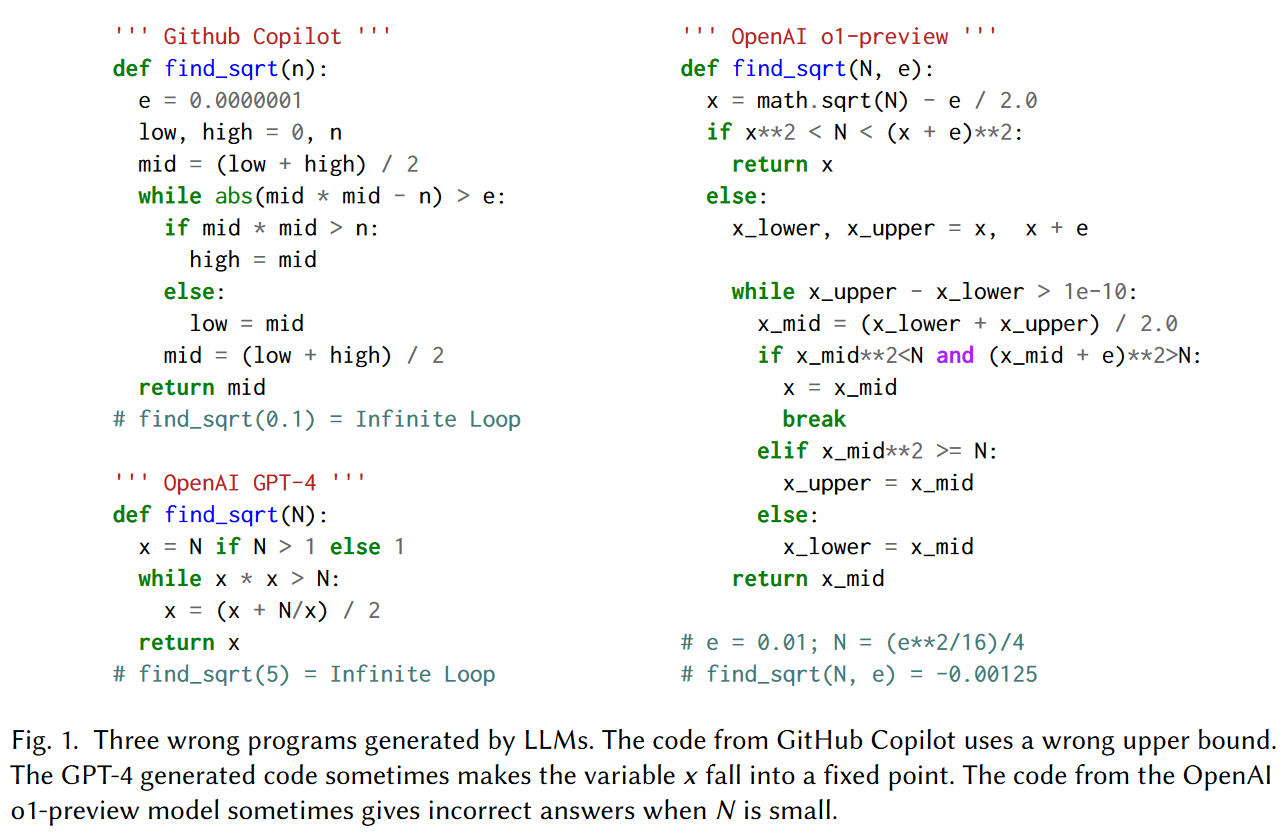 ''' Github Copilot '''
def find_sqrt(n):
  e = 0.0000001
  low, high = 0, n
  mid = (low + high) / 2
  while abs(mid * mid - n) > e:
    if mid * mid > n:
      high = mid
    else:
      low = mid
    mid = (low + high) / 2
  return mid
# find_sqrt(0.1) = Infinite Loop
''' OpenAI GPT-4 '''
def find_sqrt(N):
  x = N if N > 1 else 1
  while x * x > N:
    x = (x + N/x) / 2
  return x
# find_sqrt(5) = Infinite Loop
''' OpenAI o1-preview '''
def find_sqrt(N, e):
  x = math.sqrt(N) - e / 2.0
  if x**2 < N < (x + e)**2:
    return x
  else:
    x_lower, x_upper = x,  x + e
    while x_upper - x_lower > 1e-10:
      x_mid = (x_lower + x_upper) / 2.0
      if x_mid**2<N and (x_mid + e)**2>N:
        x = x_mid
        break
      elif x_mid**2 >= N:
        x_upper = x_mid
      else:
        x_lower = x_mid
    return x_mid
# e = 0.01; N = (e**2/16)/4
# find_sqrt(N, e) = -0.00125
Fig. 1. Three wrong programs generated by LLMs. The code from GitHub Copilot uses a wrong upper bound.
The GPT-4 generated code sometimes makes the variable x fall into a fixed point. The code from the OpenAI
o1-preview model sometimes gives incorrect answers when N is small.